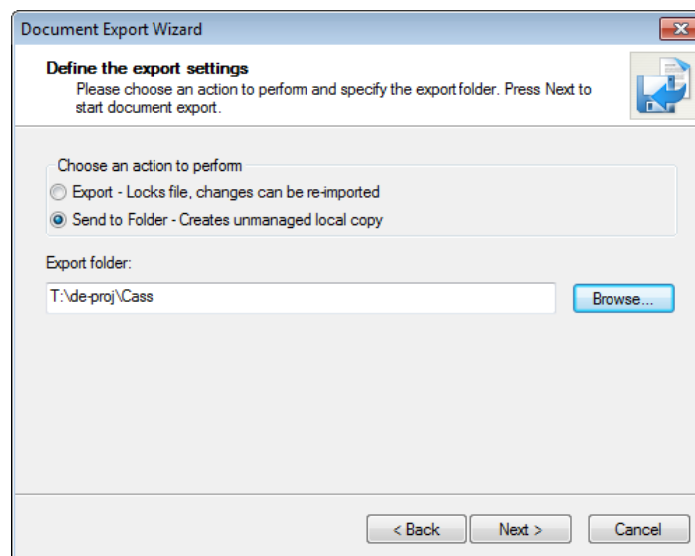 Document Export Wizard
Define the export settings
Please choose an action to perform and specify the export folder. Press Next to
start document export.
Choose an action to perform
Export - Locks file, changes can be re-imported
Send to Folder - Creates unmanaged local copy
Export folder:
T:\de-proj\Cass
Browse...
< Back
Next >
Cancel